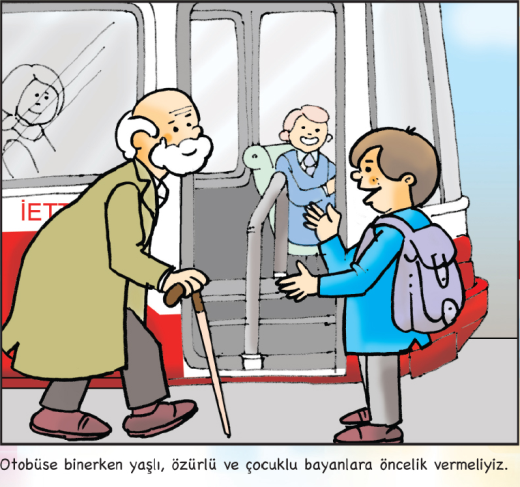 İETT
Otobüse binerken yaşlı, özürlü ve çocuklu bayanlara öncelik vermeliyiz.